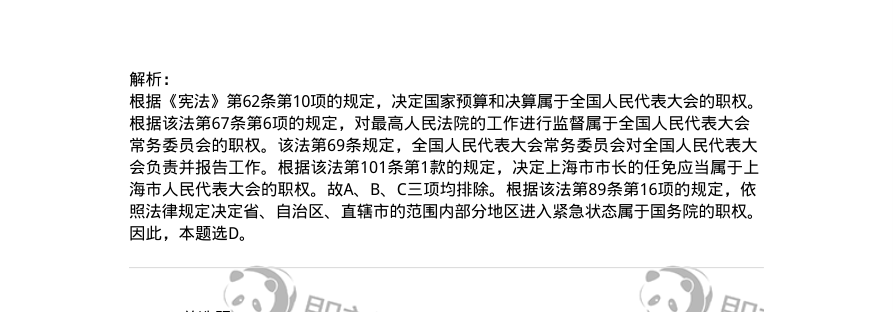 解析：
根据《宪法》第62条第10项的规定，决定国家预算和决算属于全国人民代表大会的职权。
根据该法第67条第6项的规定，对最高人民法院的工作进行监督属于全国人民代表大会
常务委员会的职权。该法第69条规定，全国人民代表大会常务委员会对全国人民代表大
会负责并报告工作。根据该法第101条第1款的规定，决定上海市市长的任免应当属于上
海市人民代表大会的职权。故A、B、C三项均排除。根据该法第89条第16项的规定，依
照法律规定决定省、自治区、直辖市的范围内部分地区进入紧急状态属于国务院的职权。
因此，本题选D。